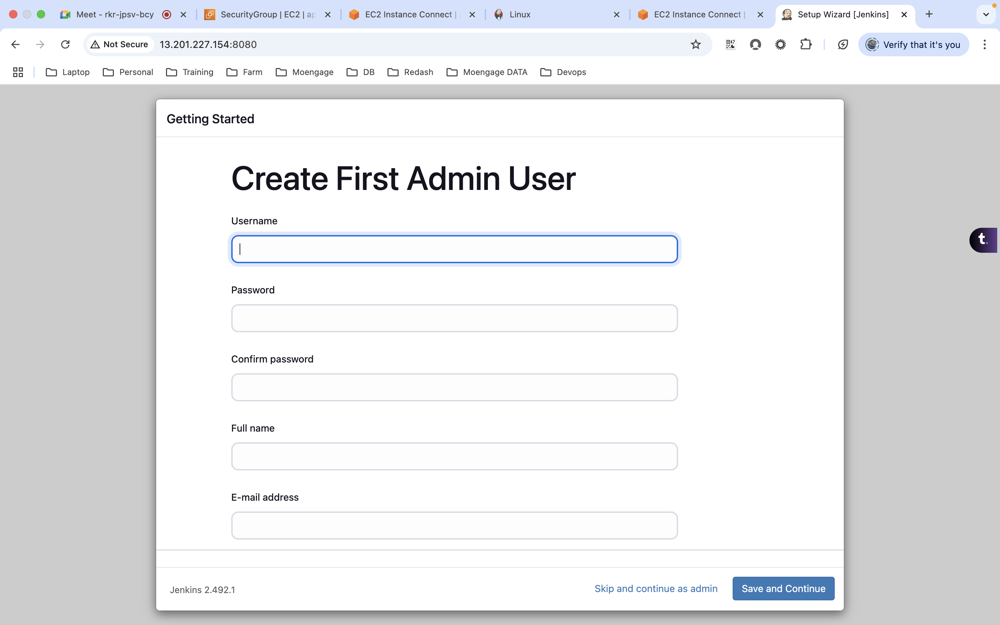 Meet - rkr-jpsv-bcy
SecurityGroup | EC2 | ap
EC2 Instance Connect |
Linux
EC2 Instance Connect |
Setup Wizard [Jenkins]
Not Secure
13.201.227.154:8080
Verify that it's you
Laptop
Personal
Training
Farm
Moengage
DB
Redash
Moengage DATA
Devops
Getting Started
Create First Admin User
Username
t.
Password
Confirm password
Full name
E-mail address
Jenkins 2.492.1
Skip and continue as admin
Save and Continue